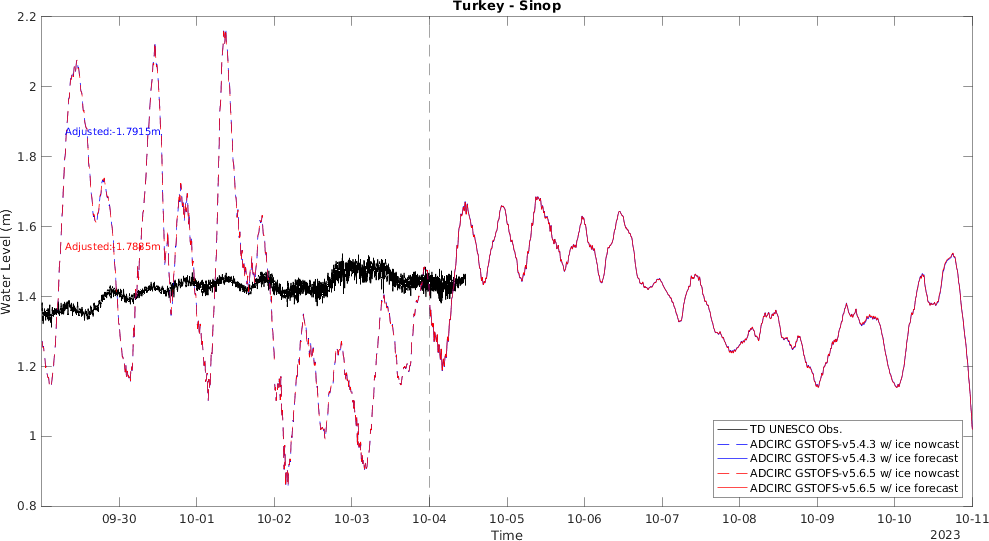 Turkey - Sinop
2.2
2
1.8
1.6
1.4
1.2
1
0.8
Water Level (m)
Adjusted:-1.7915m
Adjusted:-1.7885m
TD UNESCO Obs.
ADCIRC GSTOFS-v5.4.3 w/ ice nowcast
ADCIRC GSTOFS-v5.4.3 w/ ice forecast
ADCIRC GSTOFS-v5.6.5 w/ ice nowcast
ADCIRC GSTOFS-v5.6.5 w/ ice forecast
09-30 10-01 10-02 10-03 10-04 10-05 10-06 10-07 10-08 10-09 10-10 10-11
Time
2023